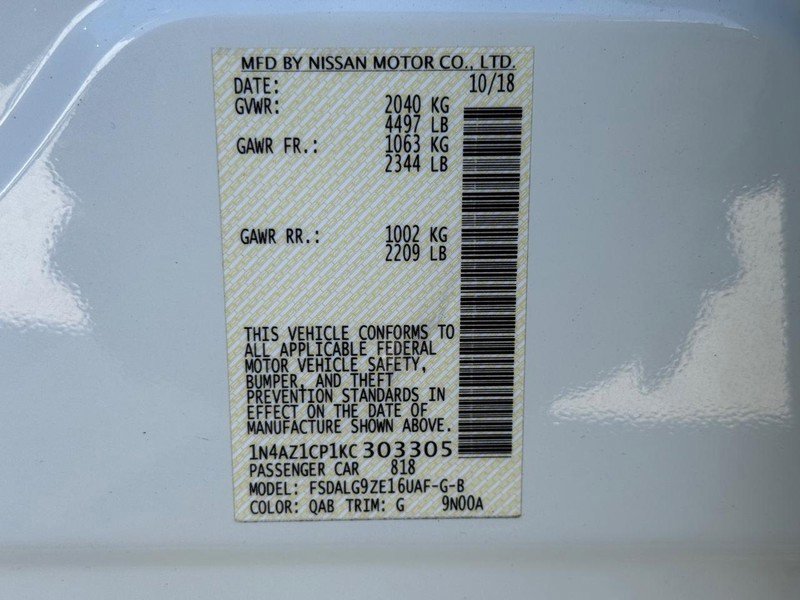 MFD BY NISSAN MOTOR CO., LTD.
DATE: 10/18
GVWR: 2040 KG
4497 LB
GAWR FR.: 1063 KG
2344 LB
GAWR RR.: 1002 KG
2209 LB
THIS VEHICLE CONFORMS TO
ALL APPLICABLE FEDERAL
MOTOR VEHICLE SAFETY,
BUMPER, AND THEFT
PREVENTION STANDARDS IN
EFFECT ON THE DATE OF
MANUFACTURE SHOWN ABOVE.
1N4AZ1CP1KC 303305
PASSENGER CAR 818
MODEL: FSDALG9ZE16UAF-G-B
COLOR: QAB TRIM: G 9N00A